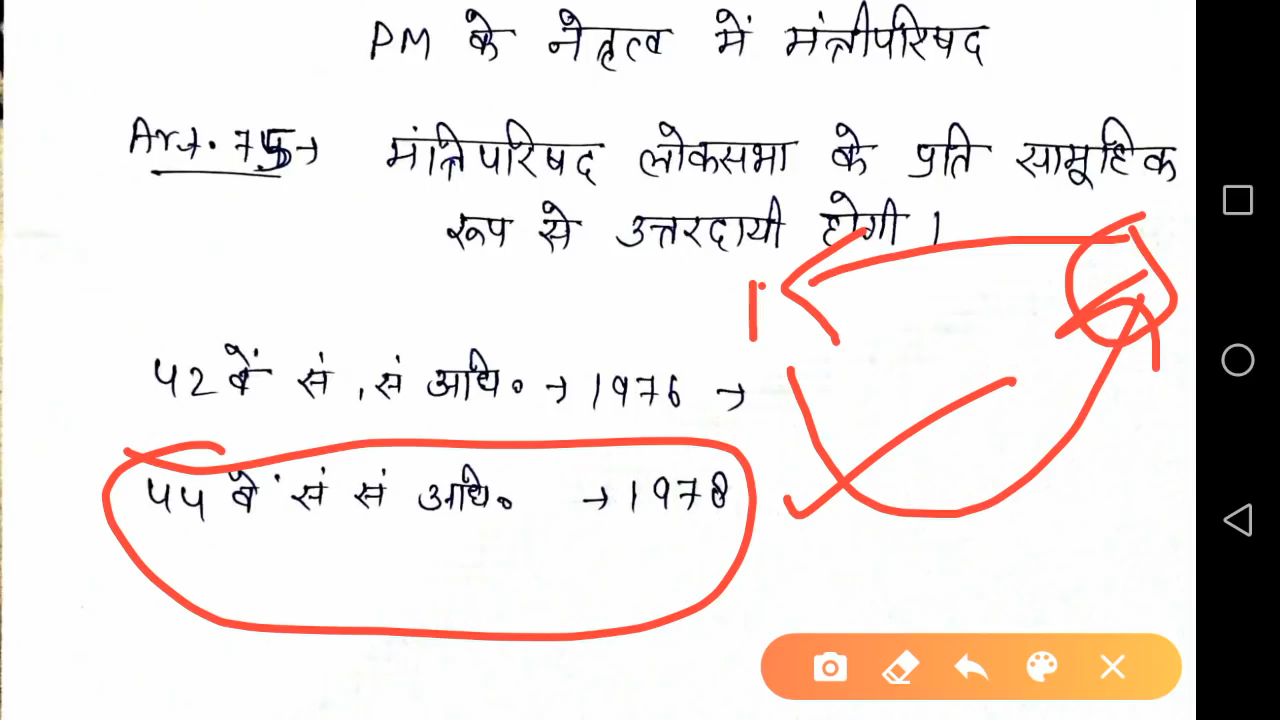 PM के नेतृत्व में मंत्रीपरिषद
Art. 75 → मंत्रिपरिषद लोकसभा के प्रति सामूहिक
रूप से उत्तरदायी होगी ।
42 वें सं . सं अधि० → 1976 →
44 वें सं सं अधि० → 1978